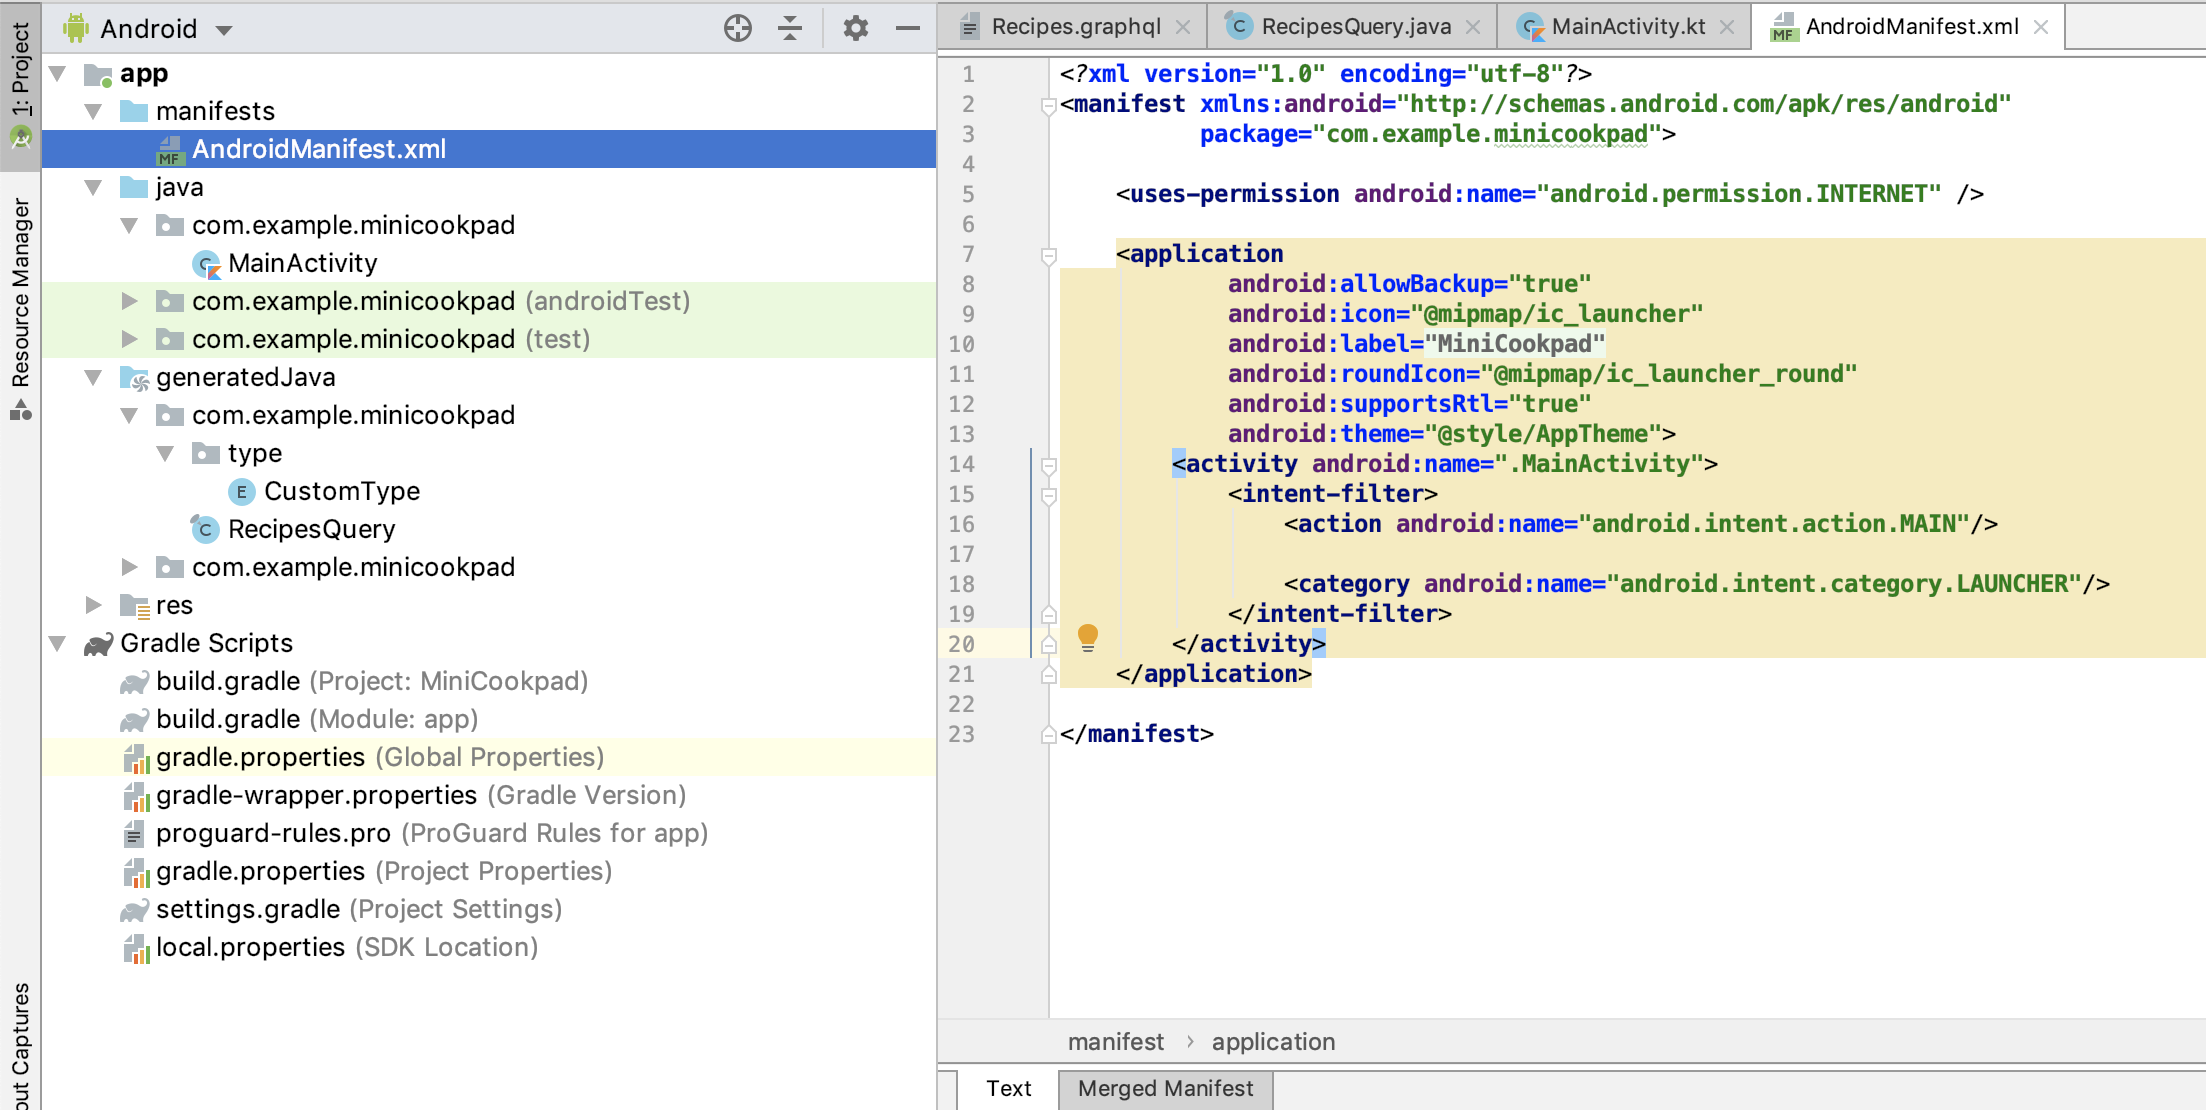 1: Project
Resource Manager
out Captures
Android
app
manifests
MF AndroidManifest.xml
java
com.example.minicookpad
MainActivity
com.example.minicookpad (androidTest)
com.example.minicookpad (test)
generatedJava
com.example.minicookpad
type
E CustomType
C RecipesQuery
com.example.minicookpad
res
Gradle Scripts
build.gradle (Project: MiniCookpad)
build.gradle (Module: app)
gradle.properties (Global Properties)
gradle-wrapper.properties (Gradle Version)
proguard-rules.pro (ProGuard Rules for app)
gradle.properties (Project Properties)
settings.gradle (Project Settings)
local.properties (SDK Location)
Recipes.graphql
C RecipesQuery.java
MainActivity.kt
MF AndroidManifest.xml
1 <?xml version="1.0" encoding="utf-8"?>
2 <manifest xmlns:android="http://schemas.android.com/apk/res/android"
3 package="com.example.minicookpad">
4
5 <uses-permission android:name="android.permission.INTERNET" />
6
7 <application
8 android:allowBackup="true"
9 android:icon="@mipmap/ic_launcher"
10 android:label="MiniCookpad"
11 android:roundIcon="@mipmap/ic_launcher_round"
12 android:supportsRtl="true"
13 android:theme="@style/AppTheme">
14 <activity android:name=".MainActivity">
15 <intent-filter>
16 <action android:name="android.intent.action.MAIN"/>
17
18 <category android:name="android.intent.category.LAUNCHER"/>
19 </intent-filter>
20 </activity>
21 </application>
22
23 </manifest>
manifest › application
Text
Merged Manifest